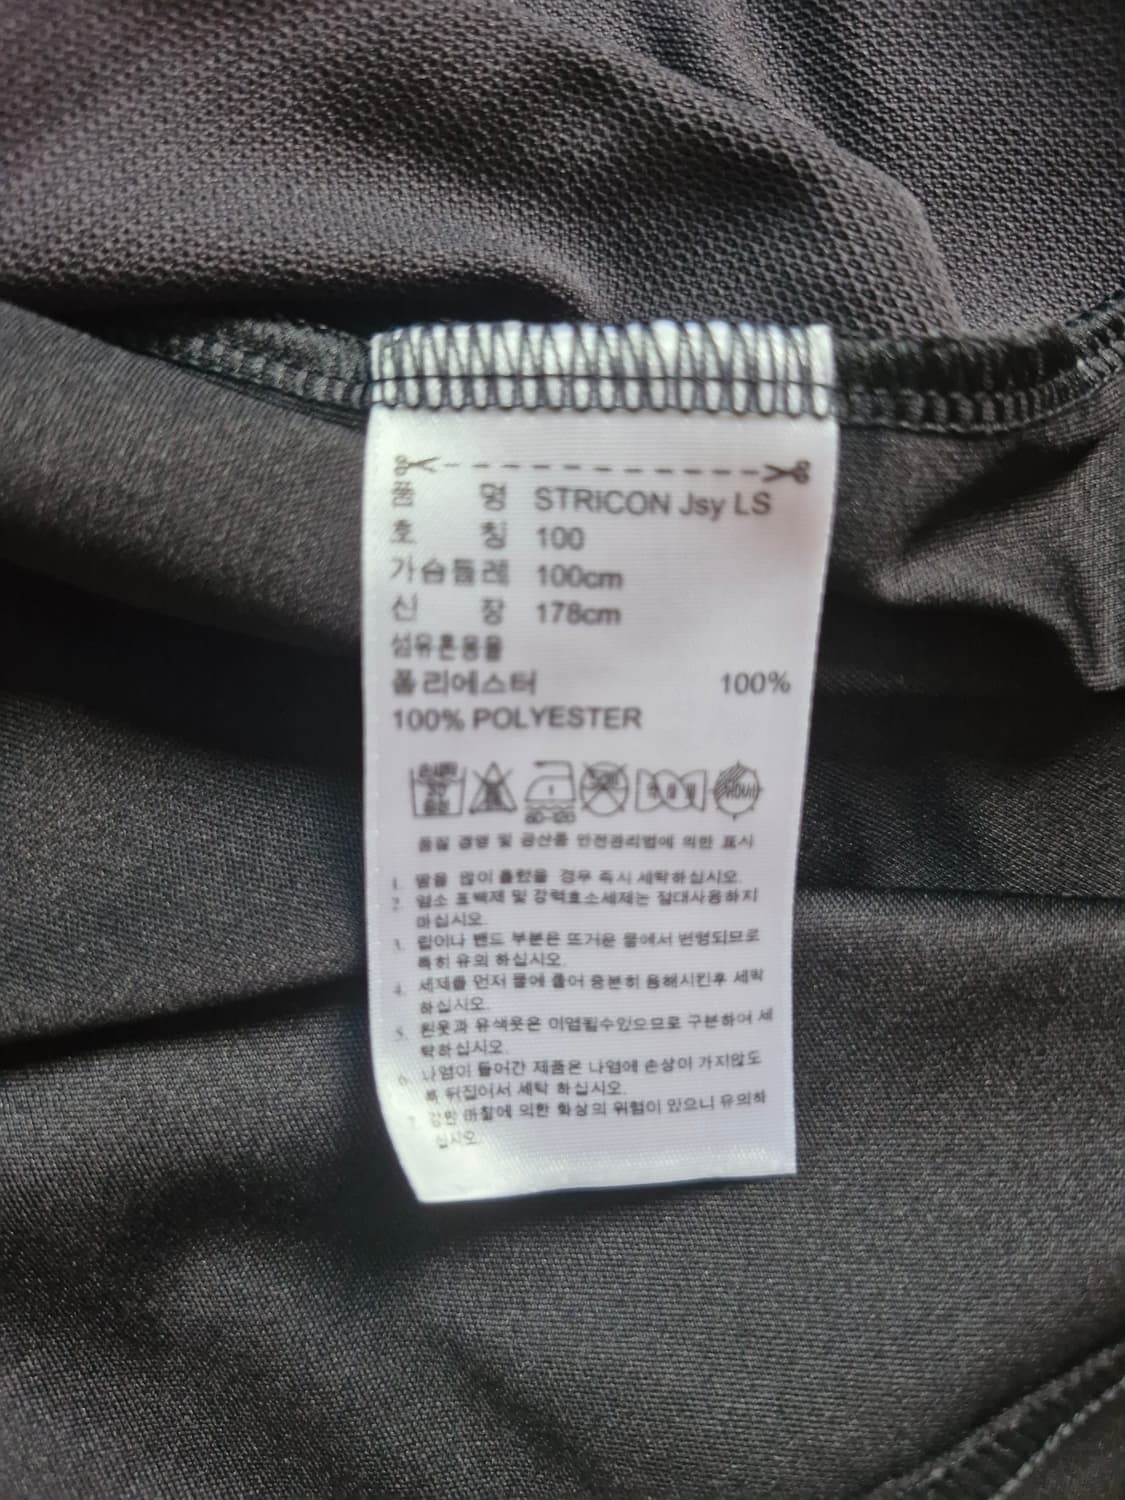 품 명 STRICON Jsy LS
호 칭 100
가슴둘레 100cm
신 장 178cm
섬유혼용율
폴리에스터 100%
100% POLYESTER
80~120
품질 경영 및 공산품 안전관리법에 의한 표시
1. 땀을 많이 흘렸을 경우 즉시 세탁하십시오.
2. 염소 표백제 및 강력효소세제는 절대사용하지
마십시오.
3. 립이나 밴드 부분은 뜨거운 물에서 변형되므로
특히 유의 하십시오.
4. 세제를 먼저 물에 풀어 충분히 용해시킨후 세탁
하십시오.
5. 흰옷과 유색옷은 이염될수있으므로 구분하여 세
탁하십시오.
6. 나염이 들어간 제품은 나염에 손상이 가지않도
록 뒤집어서 세탁 하십시오.
7. 강한 마찰에 의한 화상의 위험이 있으니 유의하
십시오.